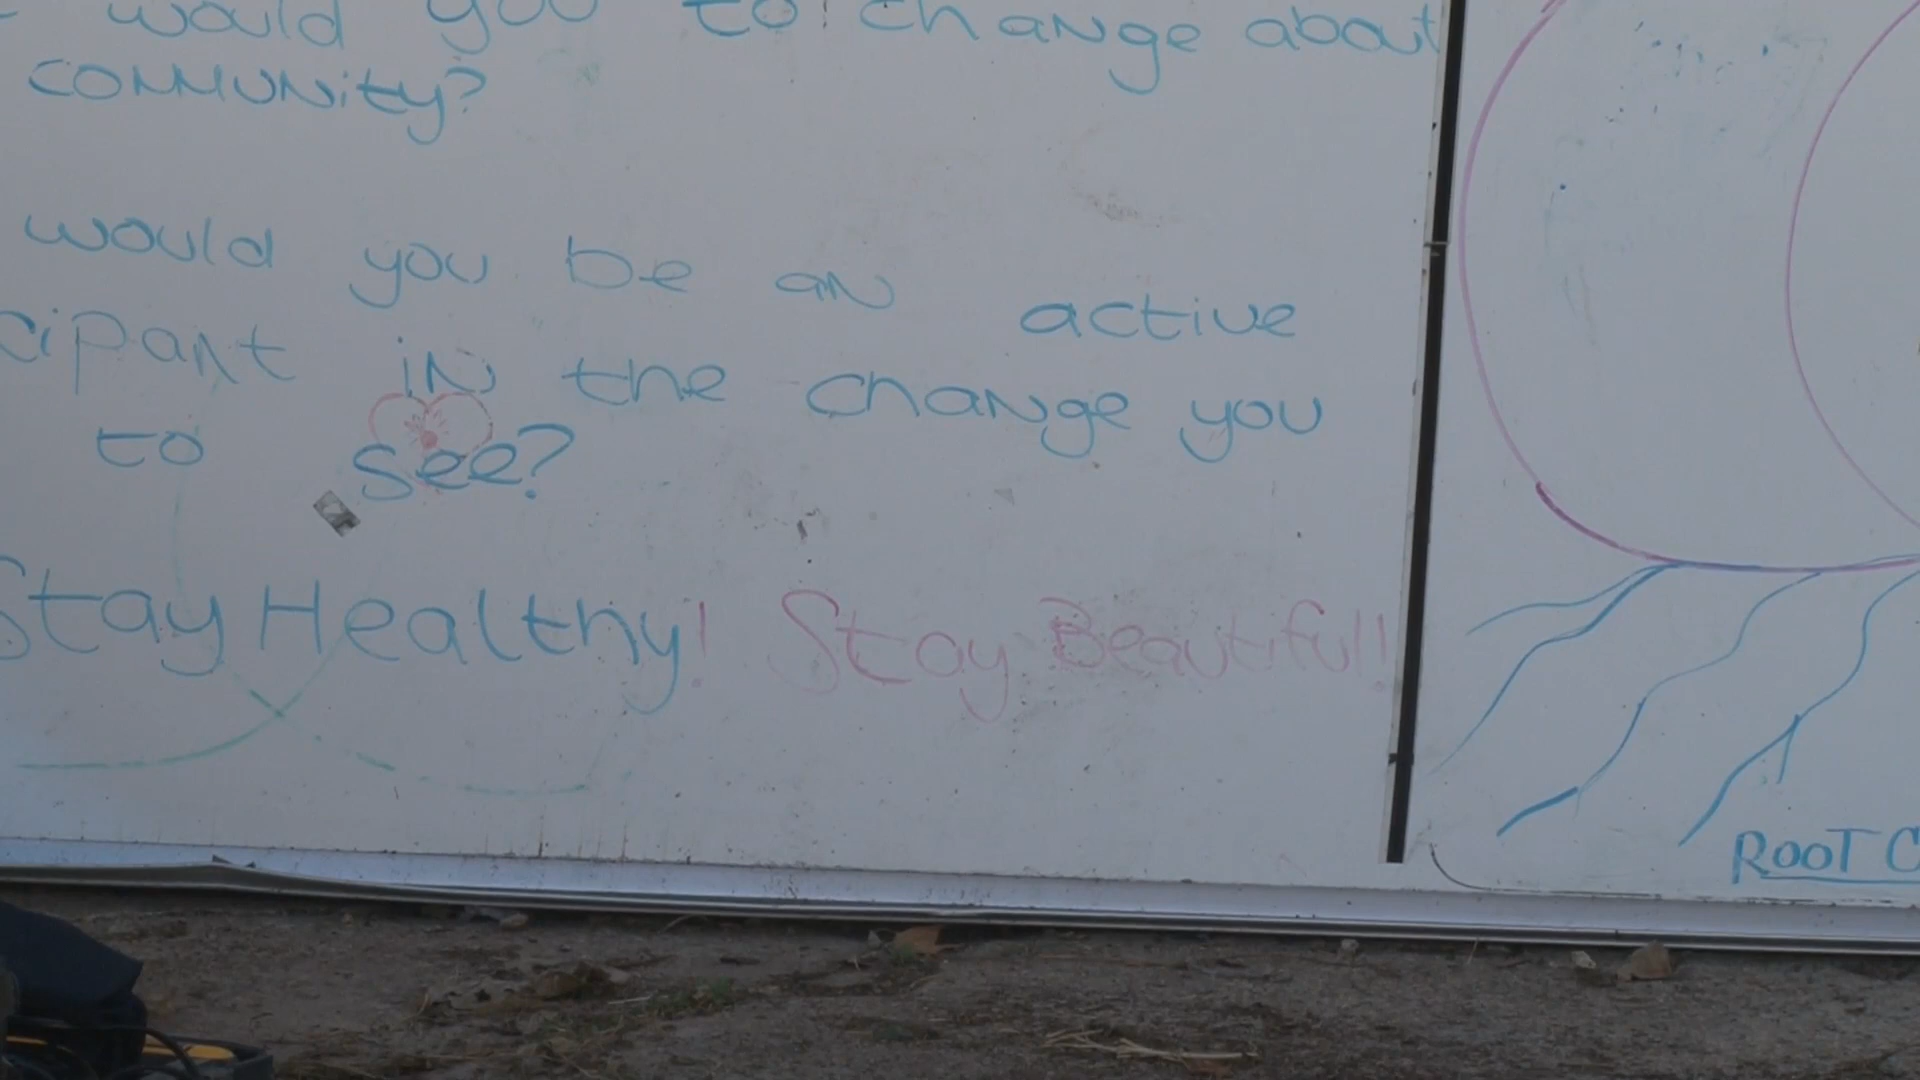 would you to change about
community?
would you be an active
cipant in the change you
to see?
Stay Healthy! Stay Beautiful!
ROOT C